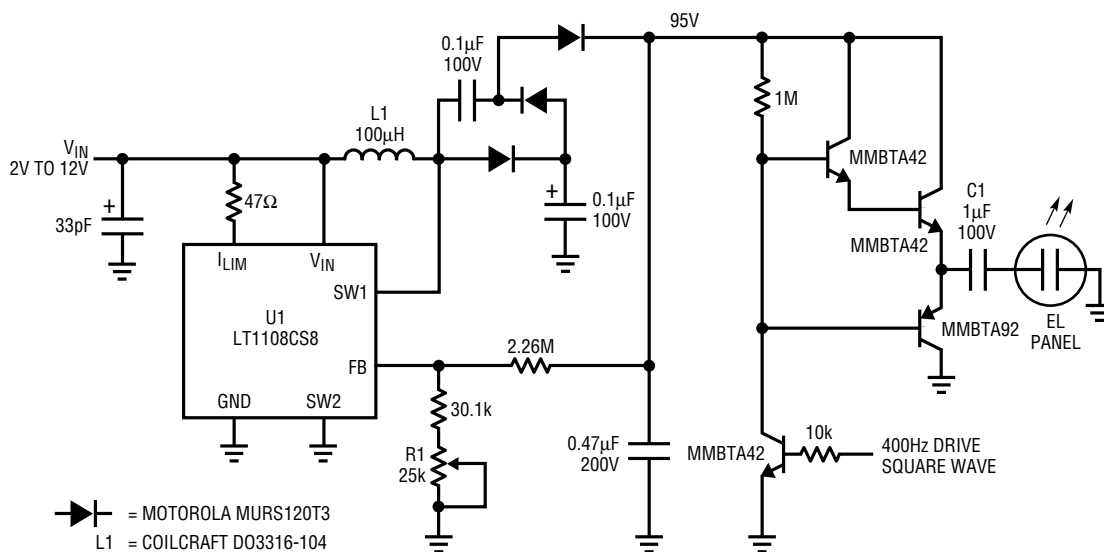 95V
0.1µF
100V
1M
L1
100µH
V_IN
2V TO 12V
MMBTA42
47Ω
0.1µF
100V
C1
1µF
100V
33pF
MMBTA42
I_LIM
V_IN
SW1
U1
LT1108CS8
MMBTA92
EL
PANEL
2.26M
FB
30.1k
GND
SW2
R1
25k
0.47µF
200V
MMBTA42
10k
400Hz DRIVE
SQUARE WAVE
= MOTOROLA MURS120T3
L1 = COILCRAFT DO3316-104